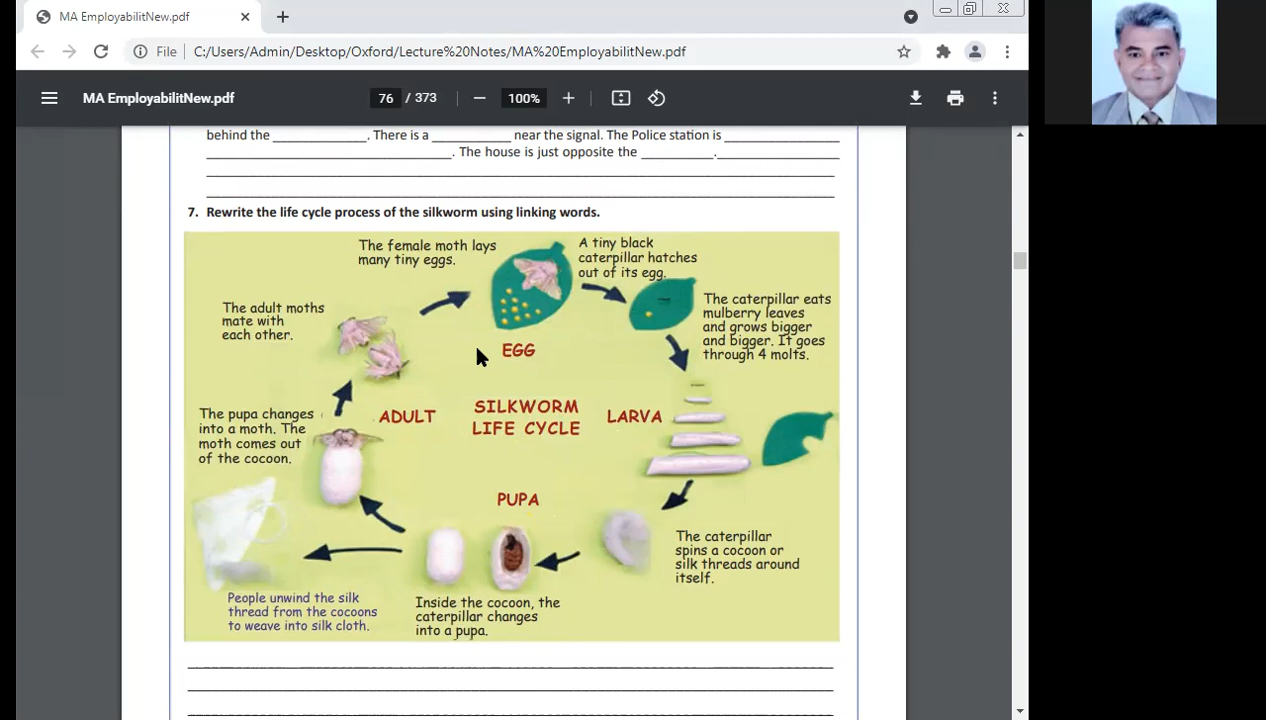 MA EmployabilitNew.pdf
File
C:/Users/Admin/Desktop/Oxford/Lecture%20Notes/MA%20EmployabilitNew.pdf
MA EmployabilitNew.pdf
76 / 373
100%
behind the ______________. There is a ____________ near the signal. The Police station is _________________
_____________________________________. The house is just opposite the ___________.__________________
7. Rewrite the life cycle process of the silkworm using linking words.
The female moth lays
many tiny eggs.
A tiny black
caterpillar hatches
out of its egg.
The caterpillar eats
mulberry leaves
and grows bigger
and bigger. It goes
through 4 molts.
The adult moths
mate with
each other.
EGG
SILKWORM
LIFE CYCLE
ADULT
LARVA
The pupa changes
into a moth. The
moth comes out
of the cocoon.
PUPA
The caterpillar
spins a cocoon or
silk threads around
itself.
People unwind the silk
thread from the cocoons
to weave into silk cloth.
Inside the cocoon, the
caterpillar changes
into a pupa.